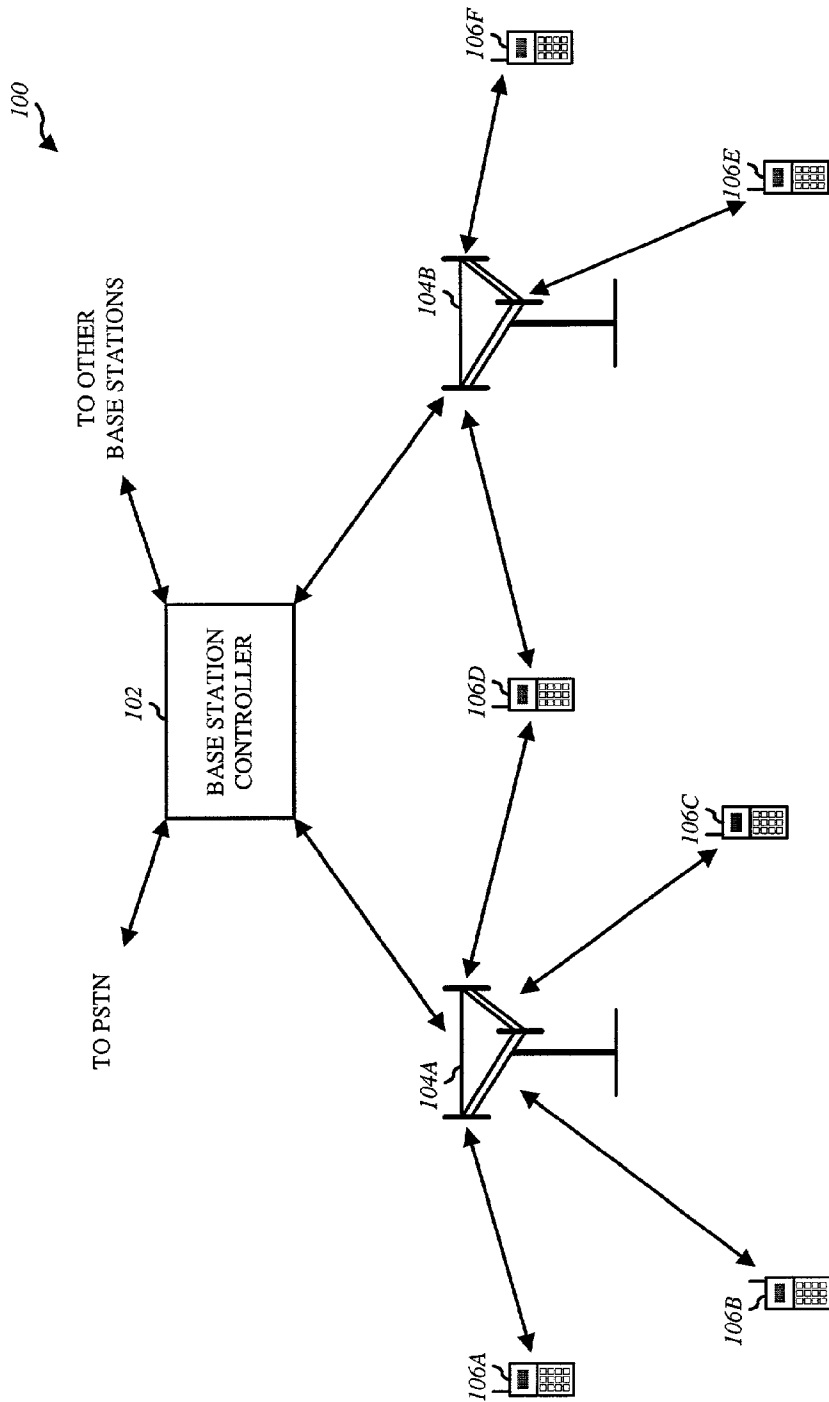 100
TO PSTN
TO OTHER
BASE STATIONS
102
BASE STATION
CONTROLLER
104A
104B
106A
106B
106C
106D
106E
106F